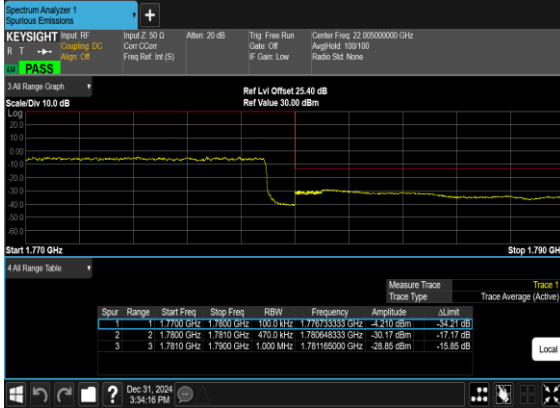 Spectrum Analyzer 1
Spurious Emissions
+
KEYSIGHT Input: RF Input Z: 50 Ω Atten: 20 dB Trig: Free Run Center Freq: 22.005000000 GHz
R T Coupling: DC Corr CCorr Gate: Off Avg|Hold: 100/100
Align: Off Freq Ref: Int (S) IF Gain: Low Radio Std: None
PASS
3 All Range Graph
Ref Lvl Offset 25.40 dB
Scale/Div 10.0 dB Ref Value 30.00 dBm
Log
20.0
10.0
0.00
-10.0
-20.0
-30.0
-40.0
-50.0
-60.0
Start 1.770 GHz Stop 1.790 GH
4 All Range Table
Measure Trace Trace 1
Trace Type Trace Average (Active)
Spur Range Start Freq Stop Freq RBW Frequency Amplitude ΔLimit
1 1 1.7700 GHz 1.7800 GHz 100.0 kHz 1.776733333 GHz -4.210 dBm -34.21 dB
2 2 1.7800 GHz 1.7810 GHz 470.0 kHz 1.780648333 GHz -30.17 dBm -17.17 dB
3 3 1.7810 GHz 1.7900 GHz 1.000 MHz 1.781165000 GHz -28.85 dBm -15.85 dB
Local
? Dec 31, 2024
3:34:16 PM